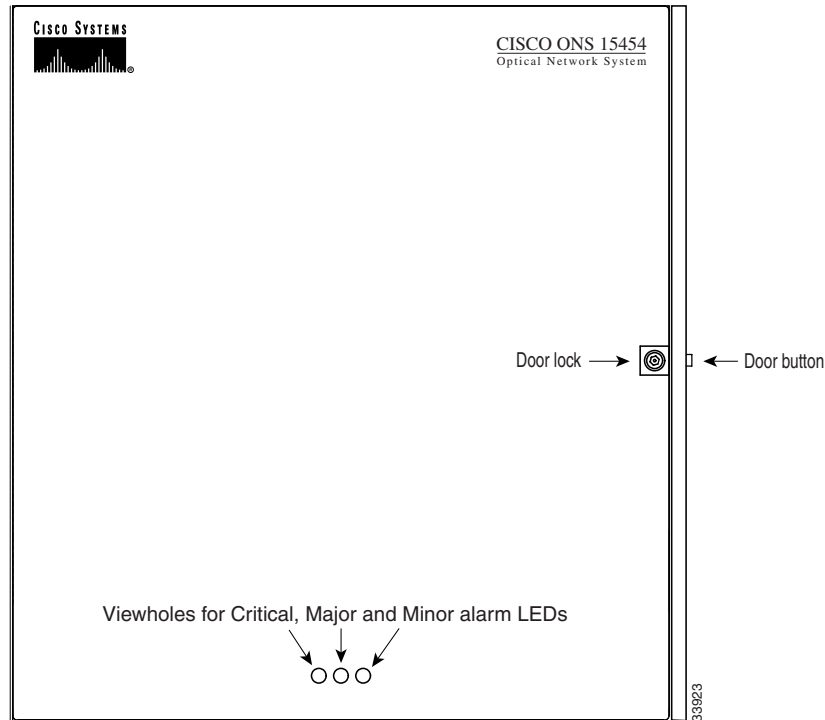 CISCO SYSTEMS
®
CISCO ONS 15454
Optical Network System
Door lock
Door button
Viewholes for Critical, Major and Minor alarm LEDs
33923